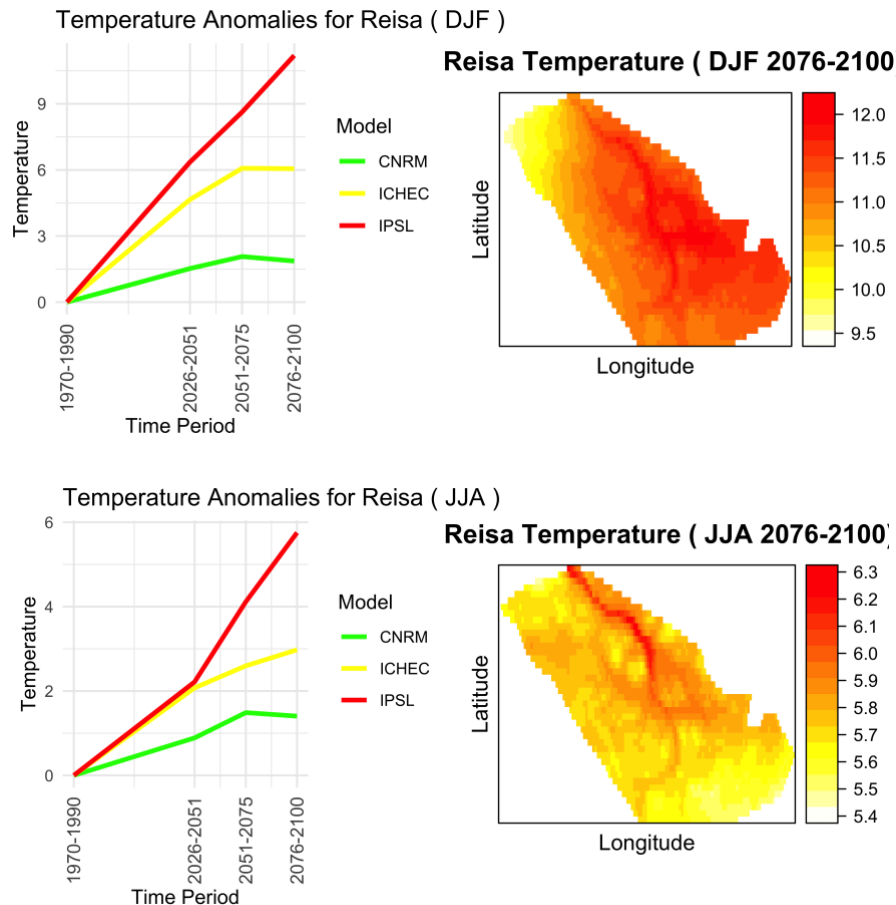 Temperature Anomalies for Reisa ( DJF )
9
6
3
0
Temperature
1970-1990
2026-2051
2051-2075
2076-2100
Time Period
Model
CNRM
ICHEC
IPSL
Reisa Temperature ( DJF 2076-2100
Latitude
Longitude
12.0
11.5
11.0
10.5
10.0
9.5
Temperature Anomalies for Reisa ( JJA )
6
4
2
0
Temperature
1970-1990
2026-2051
2051-2075
2076-2100
Time Period
Model
CNRM
ICHEC
IPSL
Reisa Temperature ( JJA 2076-2100)
Latitude
Longitude
6.3
6.2
6.1
6.0
5.9
5.8
5.7
5.6
5.5
5.4